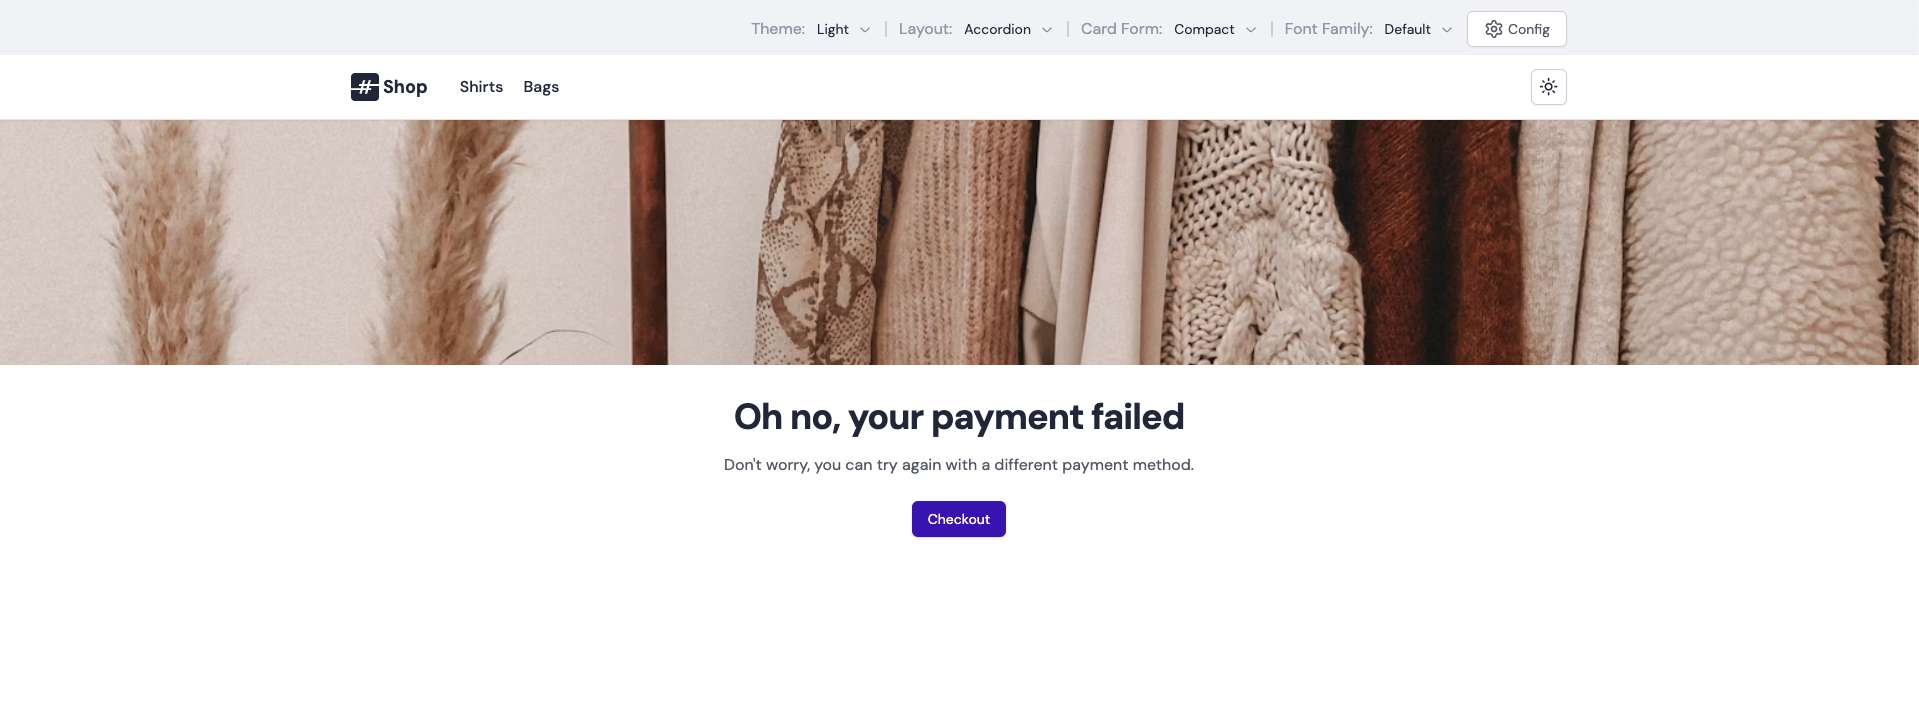 Theme: Light | Layout: Accordion | Card Form: Compact | Font Family: Default Config
# Shop Shirts Bags
Oh no, your payment failed
Don't worry, you can try again with a different payment method.
Checkout